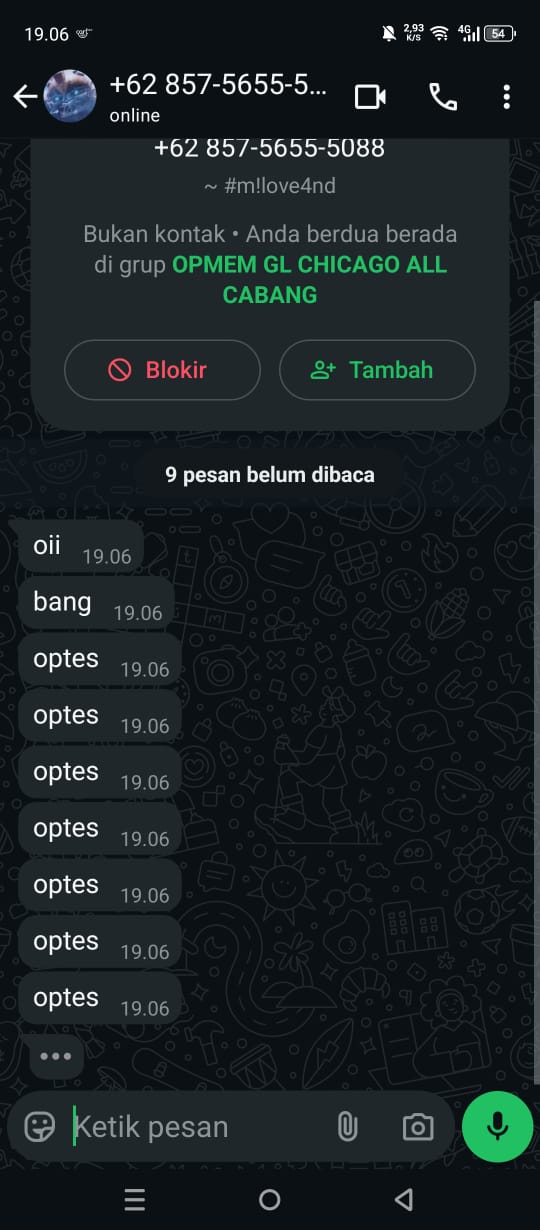 19.06
2,93
K/S
4G
54
+62 857-5655-5...
online
+62 857-5655-5088
~ #m!love4nd
Bukan kontak • Anda berdua berada
di grup OPMEM GL CHICAGO ALL
CABANG
Blokir
Tambah
9 pesan belum dibaca
oii 19.06
bang 19.06
optes 19.06
optes 19.06
optes 19.06
optes 19.06
optes 19.06
optes 19.06
optes 19.06
Ketik pesan